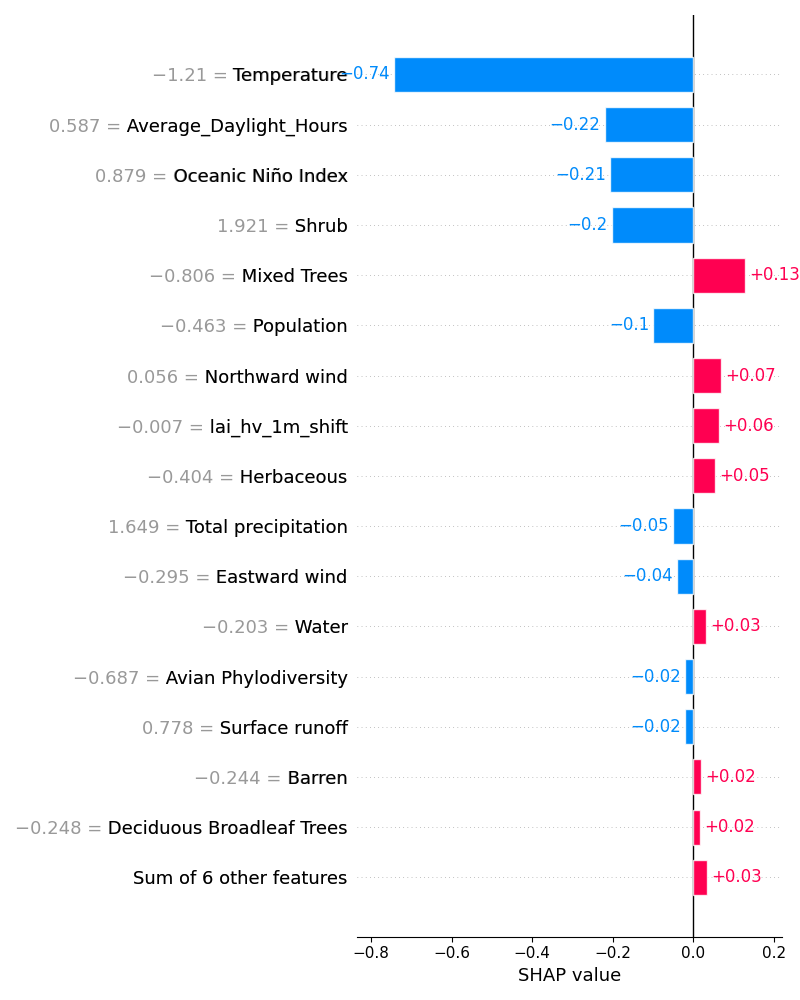 −1.21 = Temperature −0.74
0.587 = Average_Daylight_Hours −0.22
0.879 = Oceanic Niño Index −0.21
1.921 = Shrub −0.2
−0.806 = Mixed Trees +0.13
−0.463 = Population −0.1
0.056 = Northward wind +0.07
−0.007 = lai_hv_1m_shift +0.06
−0.404 = Herbaceous +0.05
1.649 = Total precipitation −0.05
−0.295 = Eastward wind −0.04
−0.203 = Water +0.03
−0.687 = Avian Phylodiversity −0.02
0.778 = Surface runoff −0.02
−0.244 = Barren +0.02
−0.248 = Deciduous Broadleaf Trees +0.02
Sum of 6 other features +0.03
−0.8 −0.6 −0.4 −0.2 0.0 0.2
SHAP value